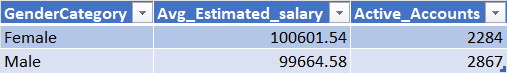 GenderCategory Avg_Estimated_salary Active_Accounts
Female 100601.54 2284
Male 99664.58 2867